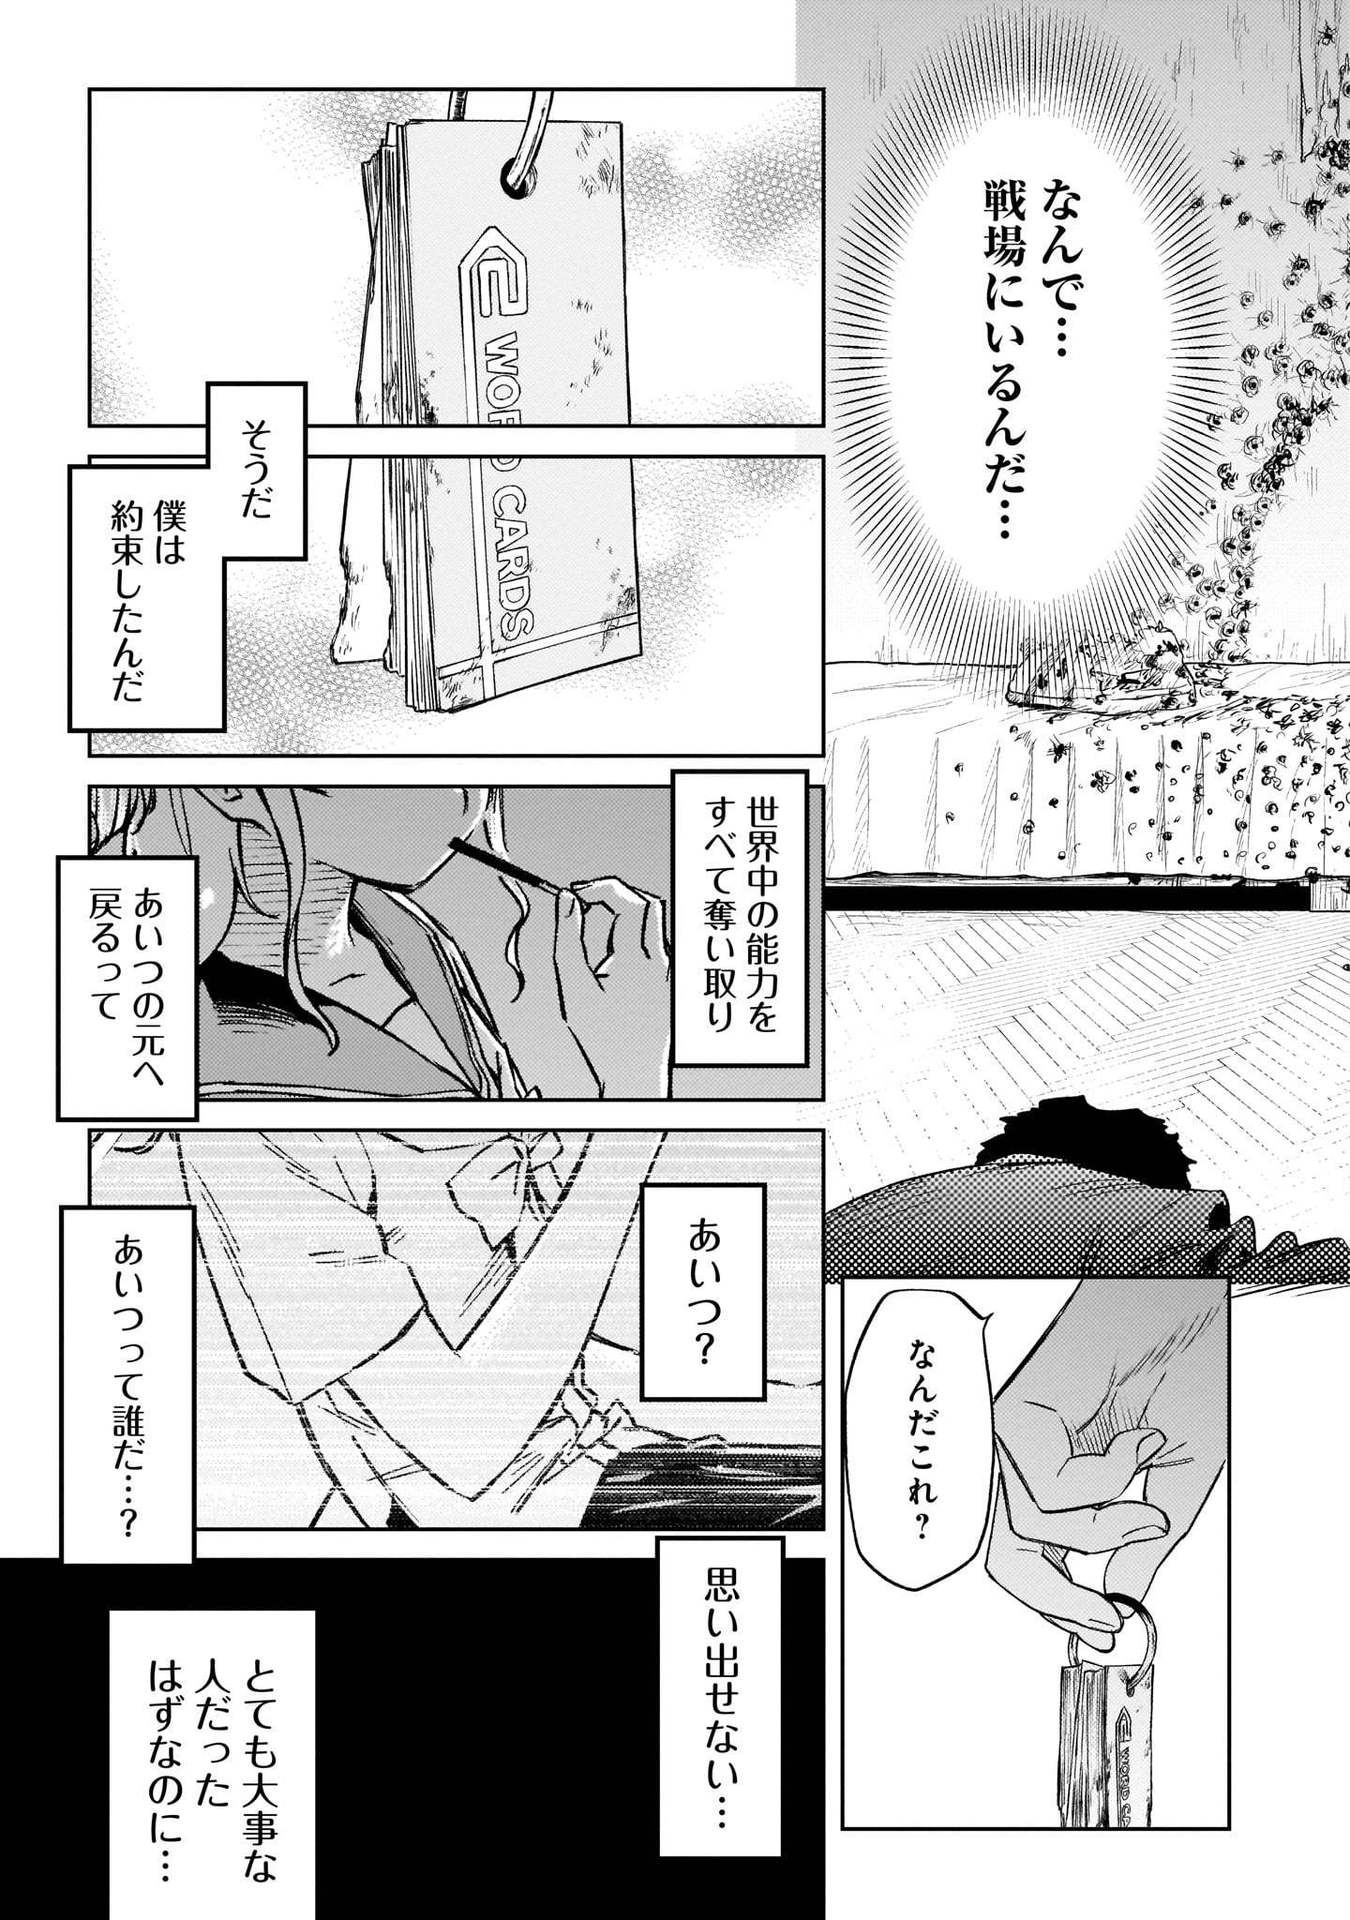 なんで…
戦場にいるんだ…
なんだこれ?
WORD CA
WORD CARDS
そうだ
僕は
約束したんだ
世界中の能力を
すべて奪い取り
あいつの元へ
戻るって
あいつ?
あいつって誰だ…?
思い出せない…
とても大事な
人だった
はずなのに…